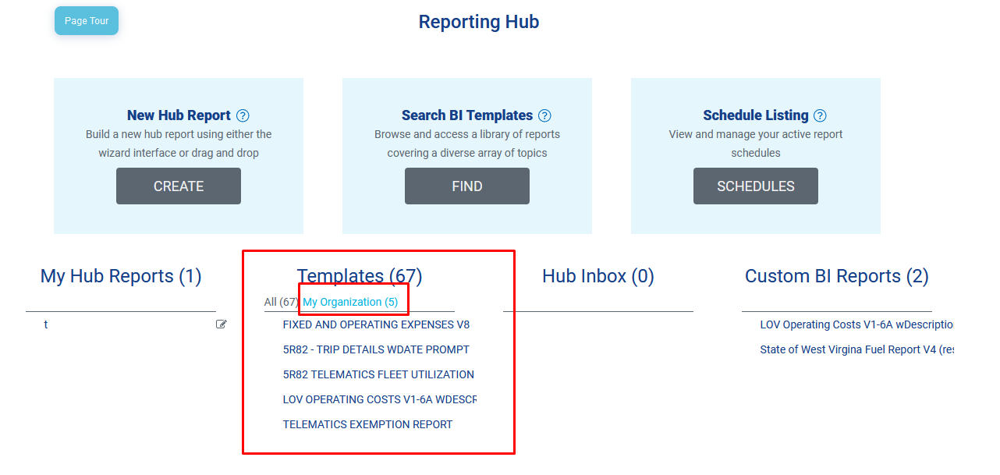 Page Tour
Reporting Hub
New Hub Report ?
Build a new hub report using either the
wizard interface or drag and drop
CREATE
Search BI Templates ?
Browse and access a library of reports
covering a diverse array of topics
FIND
Schedule Listing ?
View and manage your active report
schedules
SCHEDULES
My Hub Reports (1)
t
Templates (67)
All (67) My Organization (5)
FIXED AND OPERATING EXPENSES V8
5R82 - TRIP DETAILS WDATE PROMPT
5R82 TELEMATICS FLEET UTILIZATION
LOV OPERATING COSTS V1-6A WDESCR
TELEMATICS EXEMPTION REPORT
Hub Inbox (0)
Custom BI Reports (2)
LOV Operating Costs V1-6A wDescriptio
State of West Virgina Fuel Report V4 (res